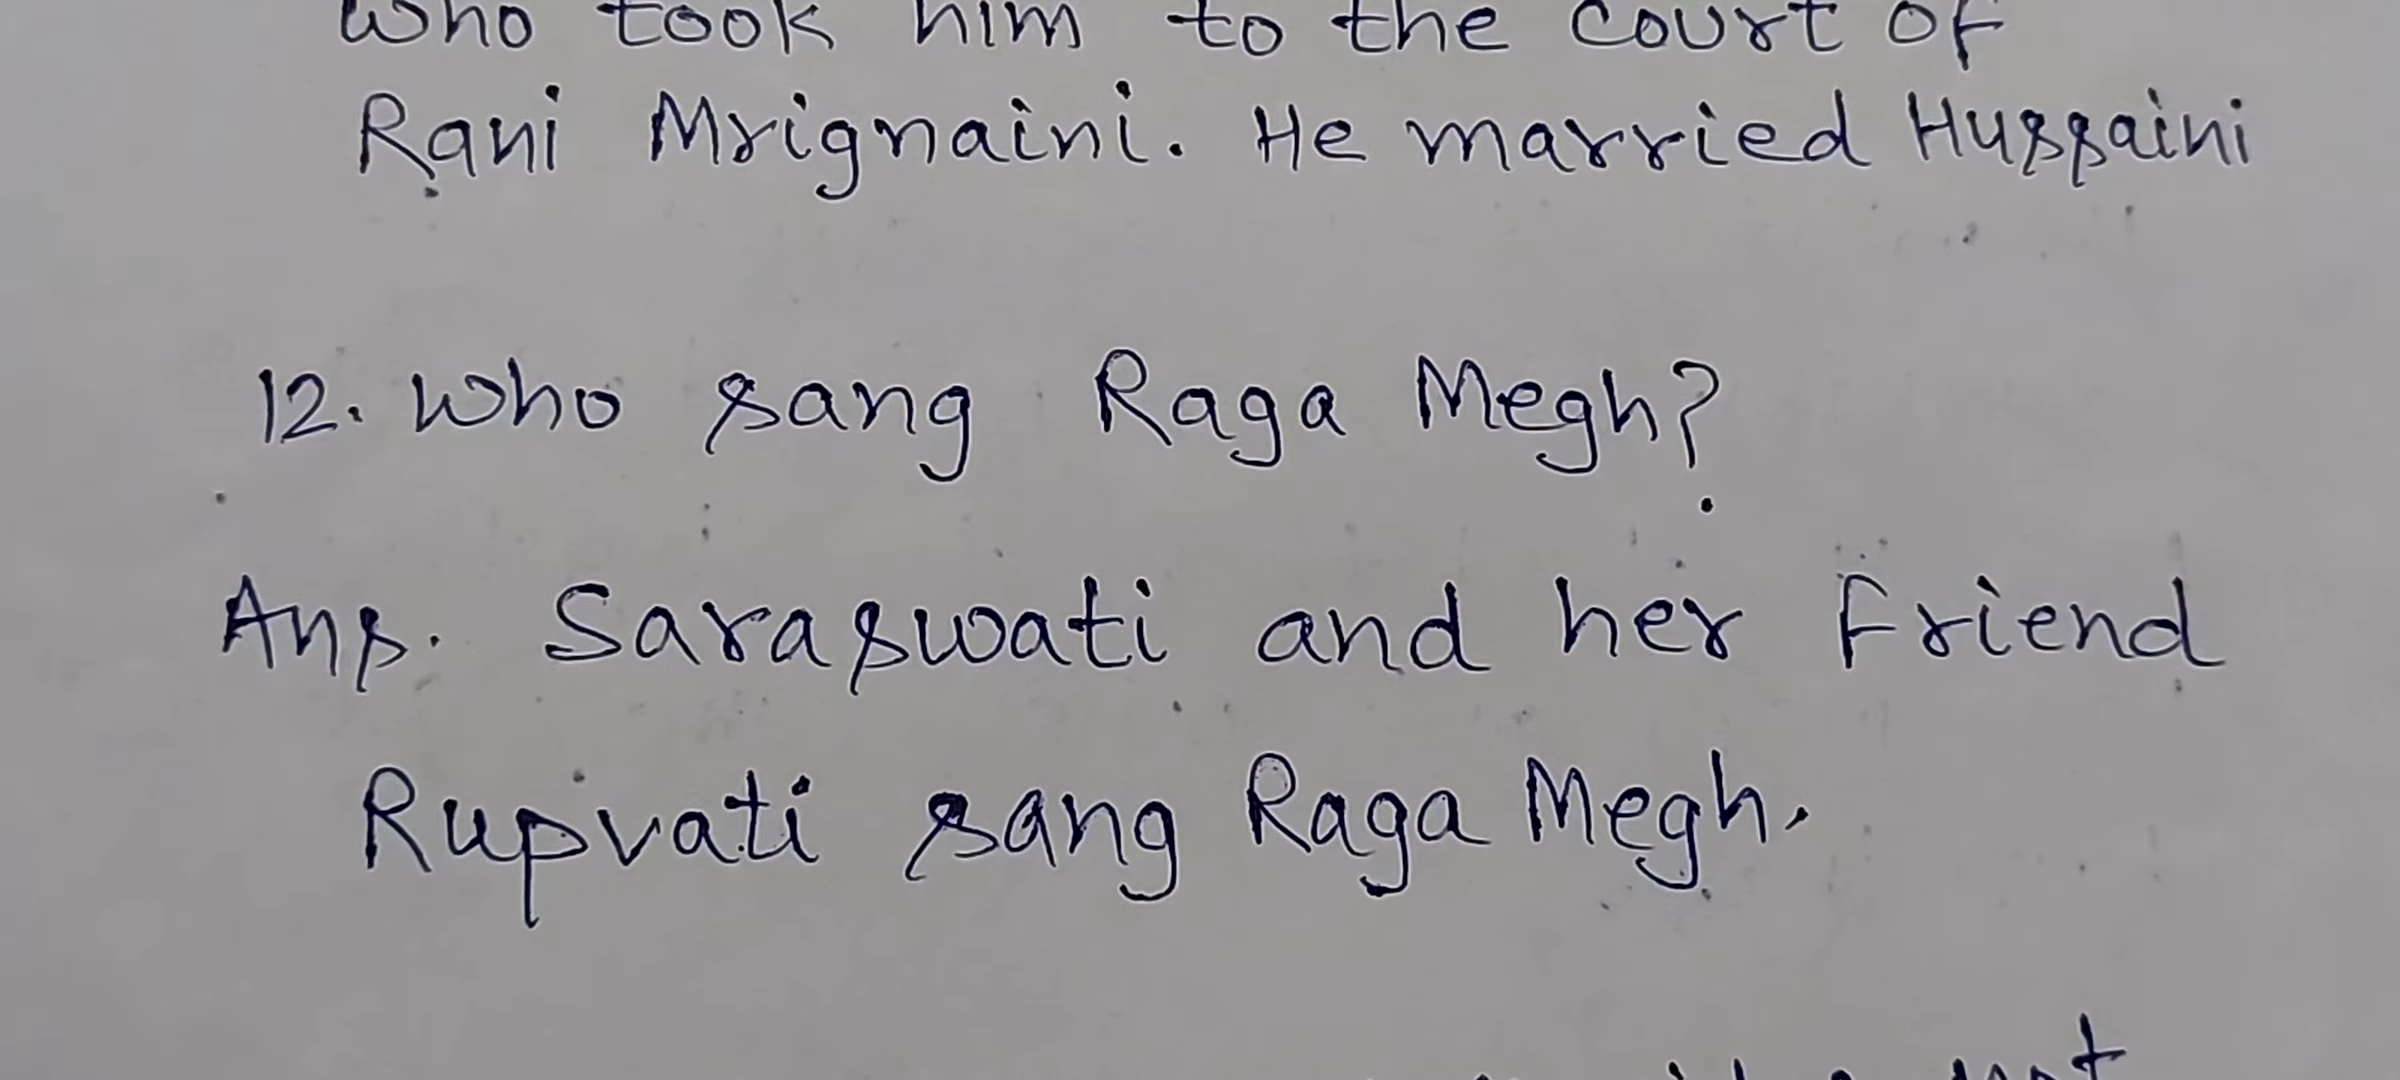 who took him to the court of
Rani Mrignaini. He married Hussaini
12. Who sang Raga Megh?
Ans. Saraswati and her friend
Rupvati sang Raga Megh.